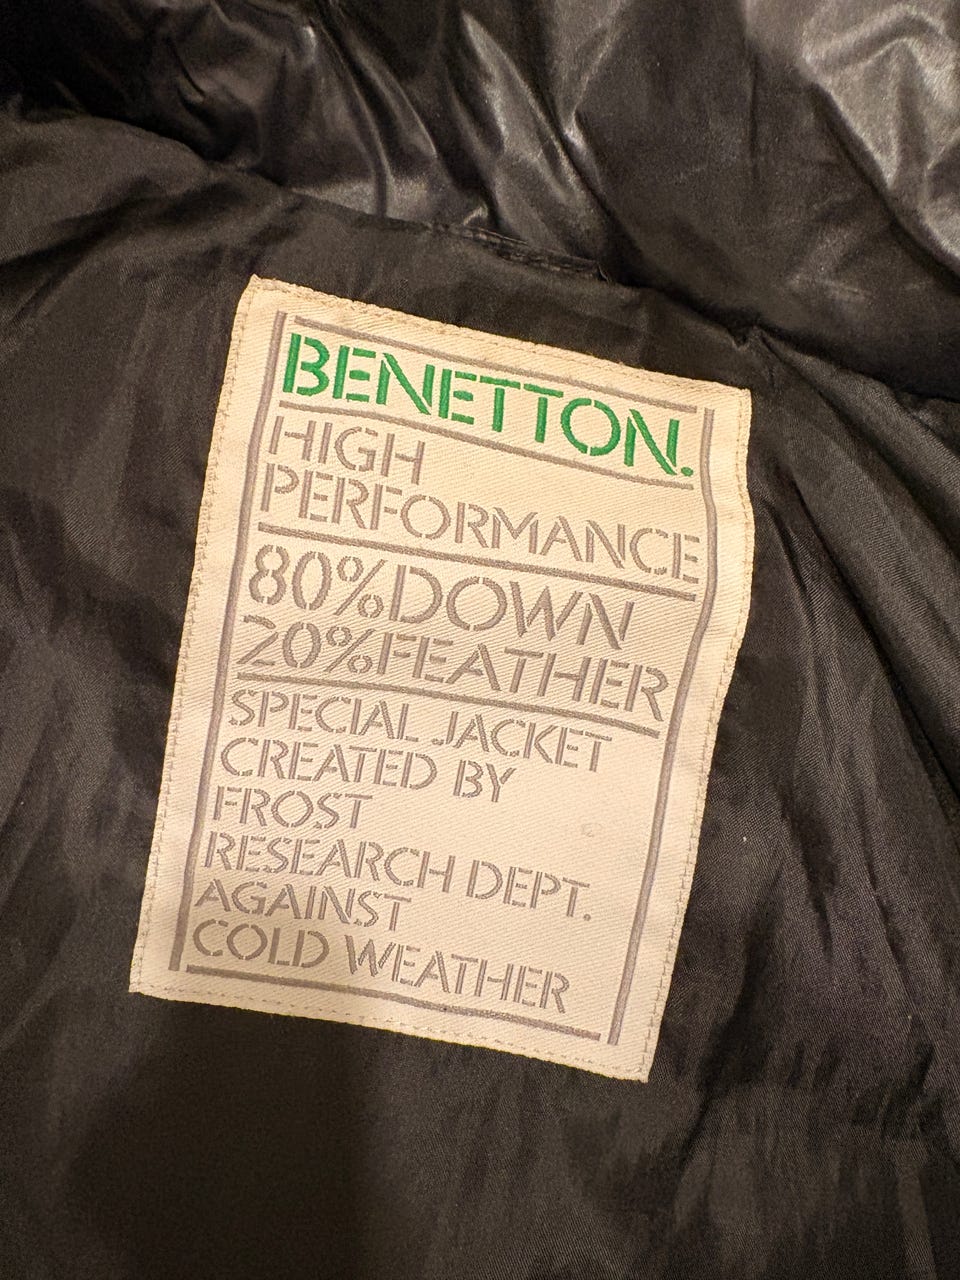 BENETTON.
HIGH
PERFORMANCE
80%DOWN
20%FEATHER
SPECIAL JACKET
CREATED BY
FROST
RESEARCH DEPT.
AGAINST
COLD WEATHER